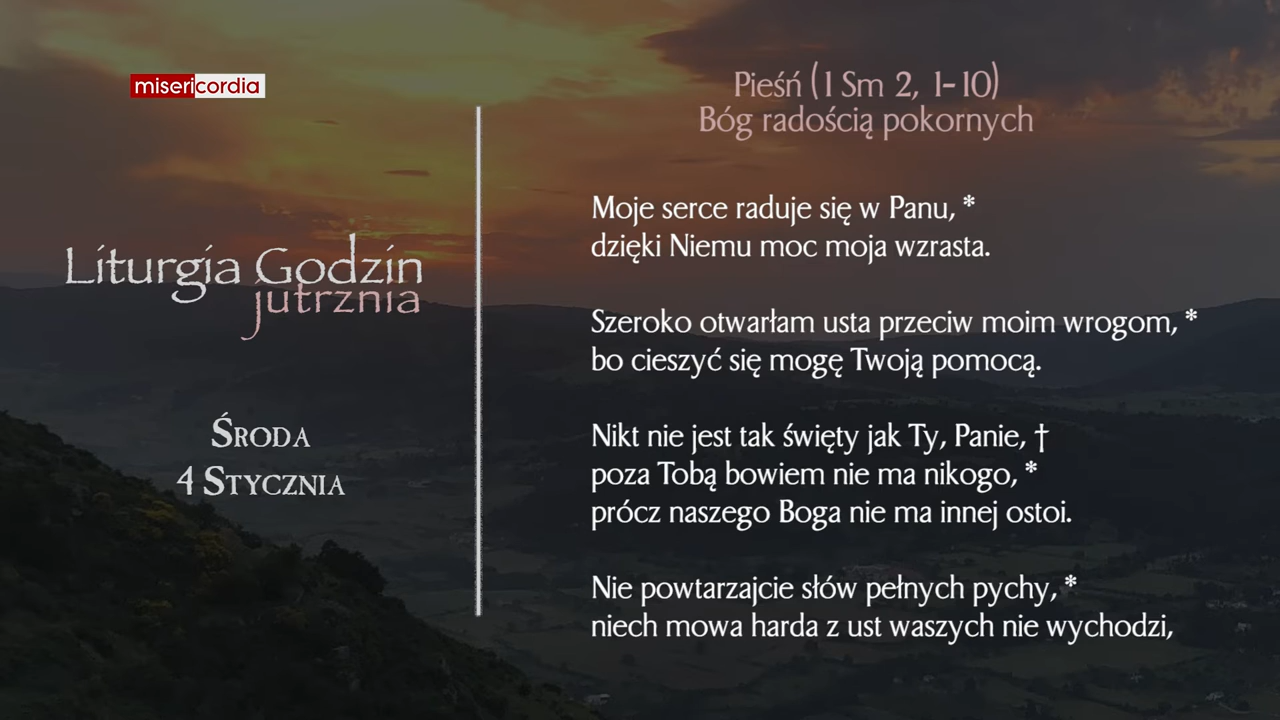 misericordia
Liturgia Godzin
jutrznia
Środa
4 Stycznia
Pieśń (1 Sm 2, 1-10)
Bóg radością pokornych
Moje serce raduje się w Panu, *
dzięki Niemu moc moja wzrasta.
Szeroko otwarłam usta przeciw moim wrogom, *
bo cieszyć się mogę Twoją pomocą.
Nikt nie jest tak święty jak Ty, Panie, †
poza Tobą bowiem nie ma nikogo, *
prócz naszego Boga nie ma innej ostoi.
Nie powtarzajcie słów pełnych pychy, *
niech mowa harda z ust waszych nie wychodzi,